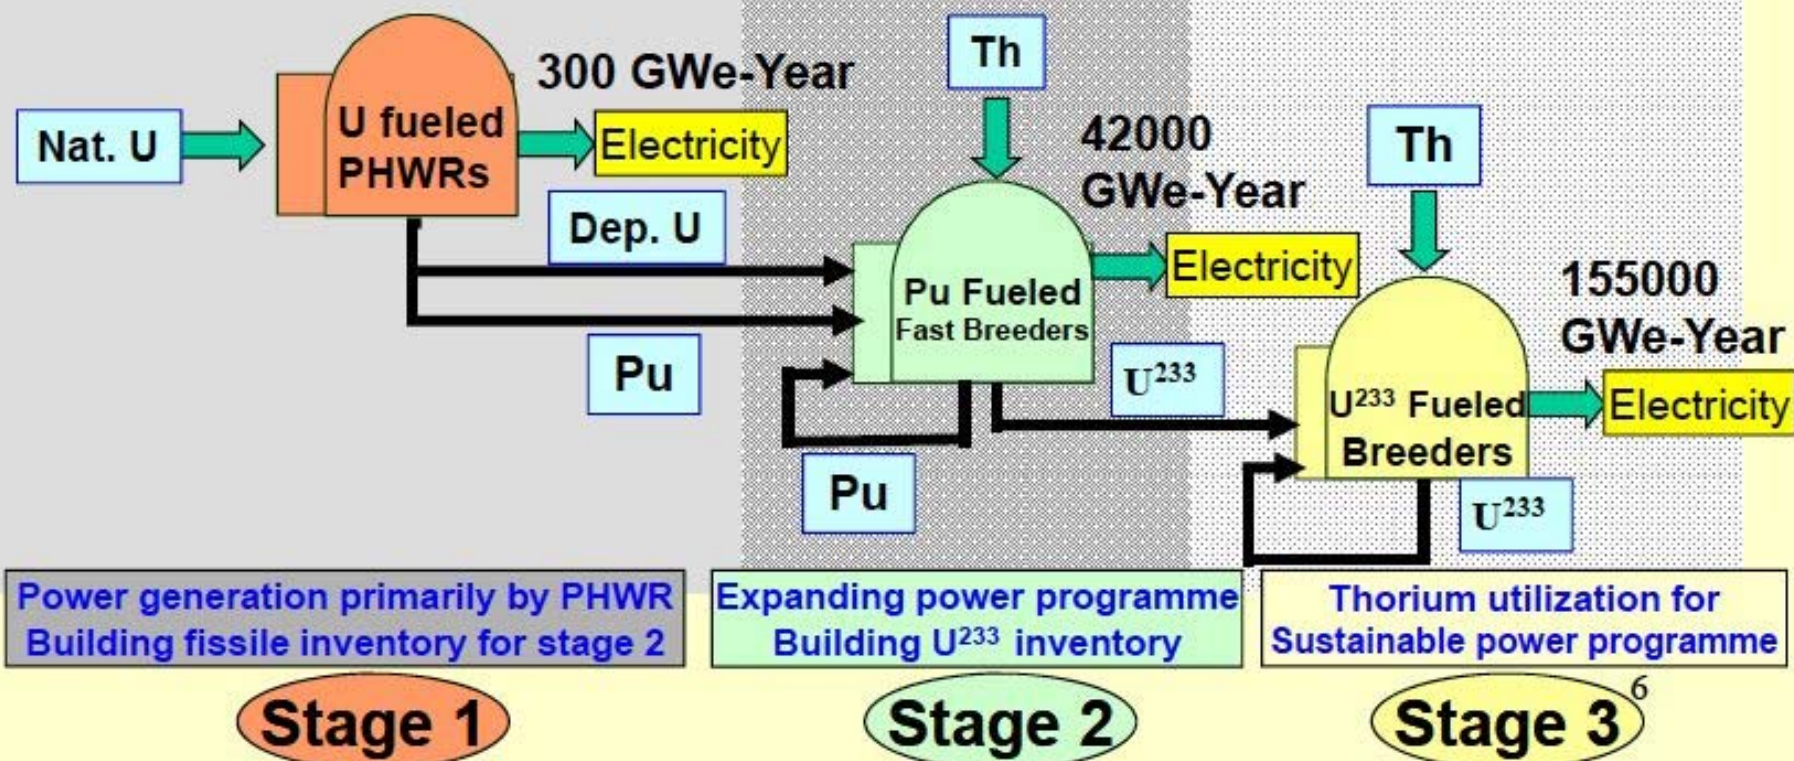 Nat. U
U fueled
PHWRs
300 GWe-Year
Electricity
Dep. U
Pu
Th
42000
GWe-Year
Pu Fueled
Fast Breeders
Electricity
U²³³
Pu
Th
155000
GWe-Year
U²³³ Fueled
Breeders
Electricity
U²³³
Power generation primarily by PHWR
Building fissile inventory for stage 2
Expanding power programme
Building U²³³ inventory
Thorium utilization for
Sustainable power programme
Stage 1
Stage 2
Stage 3
6